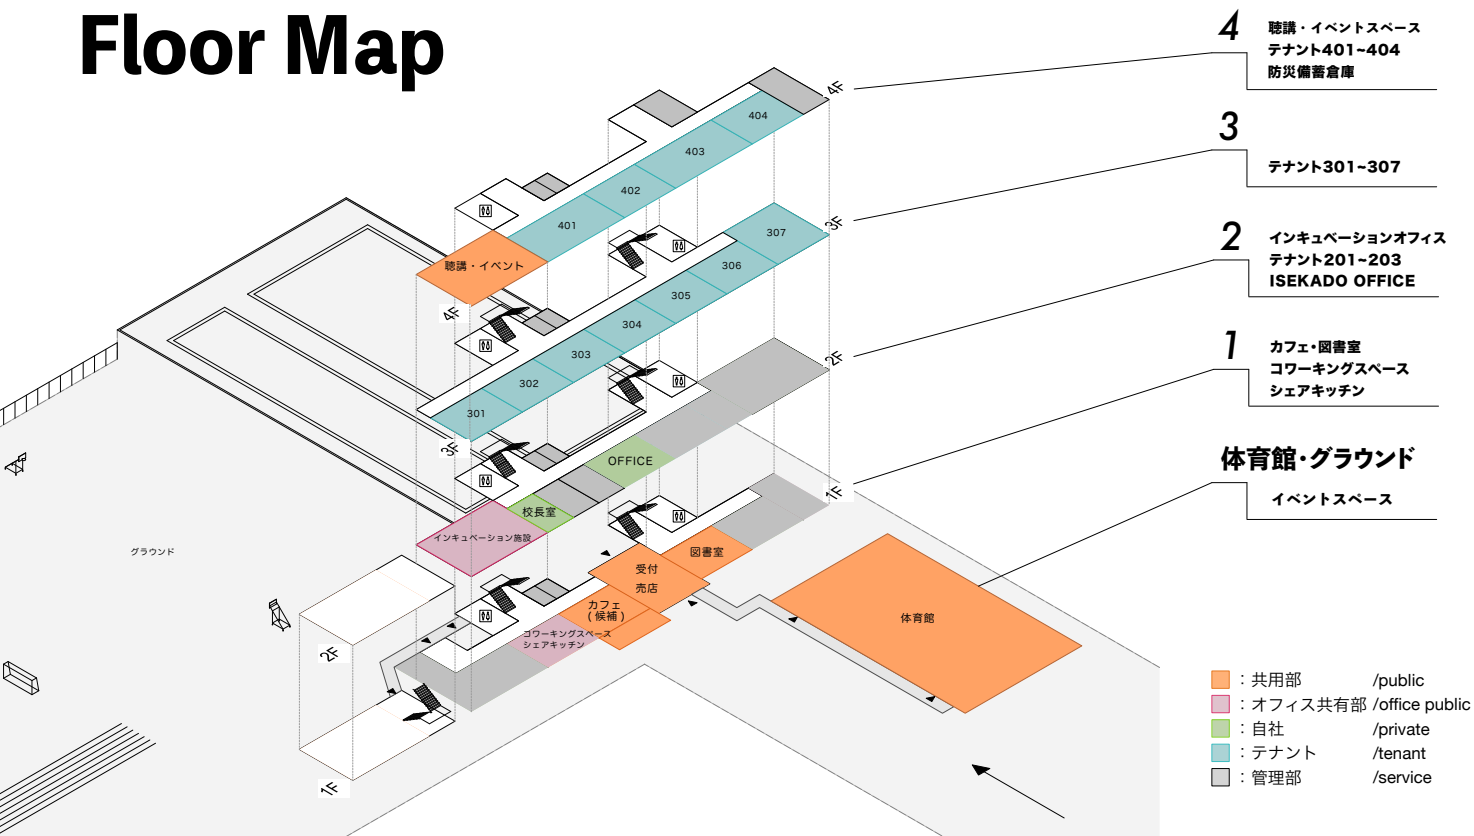 Floor Map
4
聴講・イベントスペース
テナント401~404
防災備蓄倉庫
3
テナント301~307
2
インキュベーションオフィス
テナント201~203
ISEKADO OFFICE
1
カフェ・図書室
コワーキングスペース
シェアキッチン
体育館・グラウンド
イベントスペース
4F
404
403
402
401
聴講・イベント
4F
3F
307
306
305
304
303
302
301
3F
2F
OFFICE
校長室
インキュベーション施設
2F
1F
図書室
受付
売店
カフェ
(候補)
コワーキングスペース
シェアキッチン
1F
グラウンド
体育館
：共用部 /public
：オフィス共有部 /office public
：自社 /private
：テナント /tenant
：管理部 /service